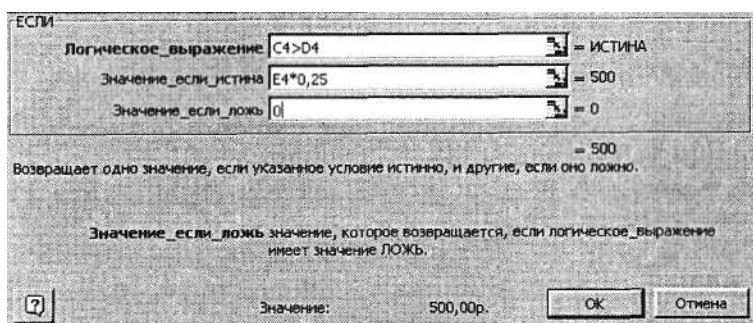 ЕСЛИ
Логическое_выражение C4>D4 = ИСТИНА
Значение_если_истина E4*0,25 = 500
Значение_если_ложь 0 = 0
= 500
Возвращает одно значение, если указанное условие истинно, и другие, если оно ложно.
Значение_если_ложь значение, которое возвращается, если логическое_выражение
имеет значение ЛОЖЬ.
? Значение: 500,00р. OK Отмена